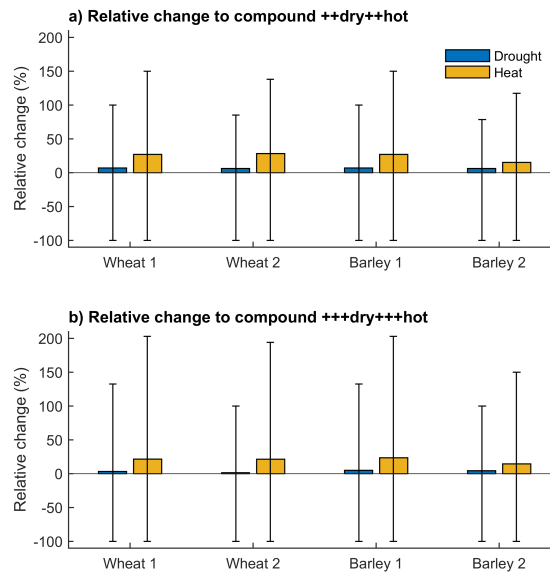 a) Relative change to compound ++dry++hot
Relative change (%)
200
150
100
50
0
-50
-100
Drought
Heat
Wheat 1
Wheat 2
Barley 1
Barley 2
b) Relative change to compound +++dry+++hot
Relative change (%)
200
150
100
50
0
-50
-100
Wheat 1
Wheat 2
Barley 1
Barley 2